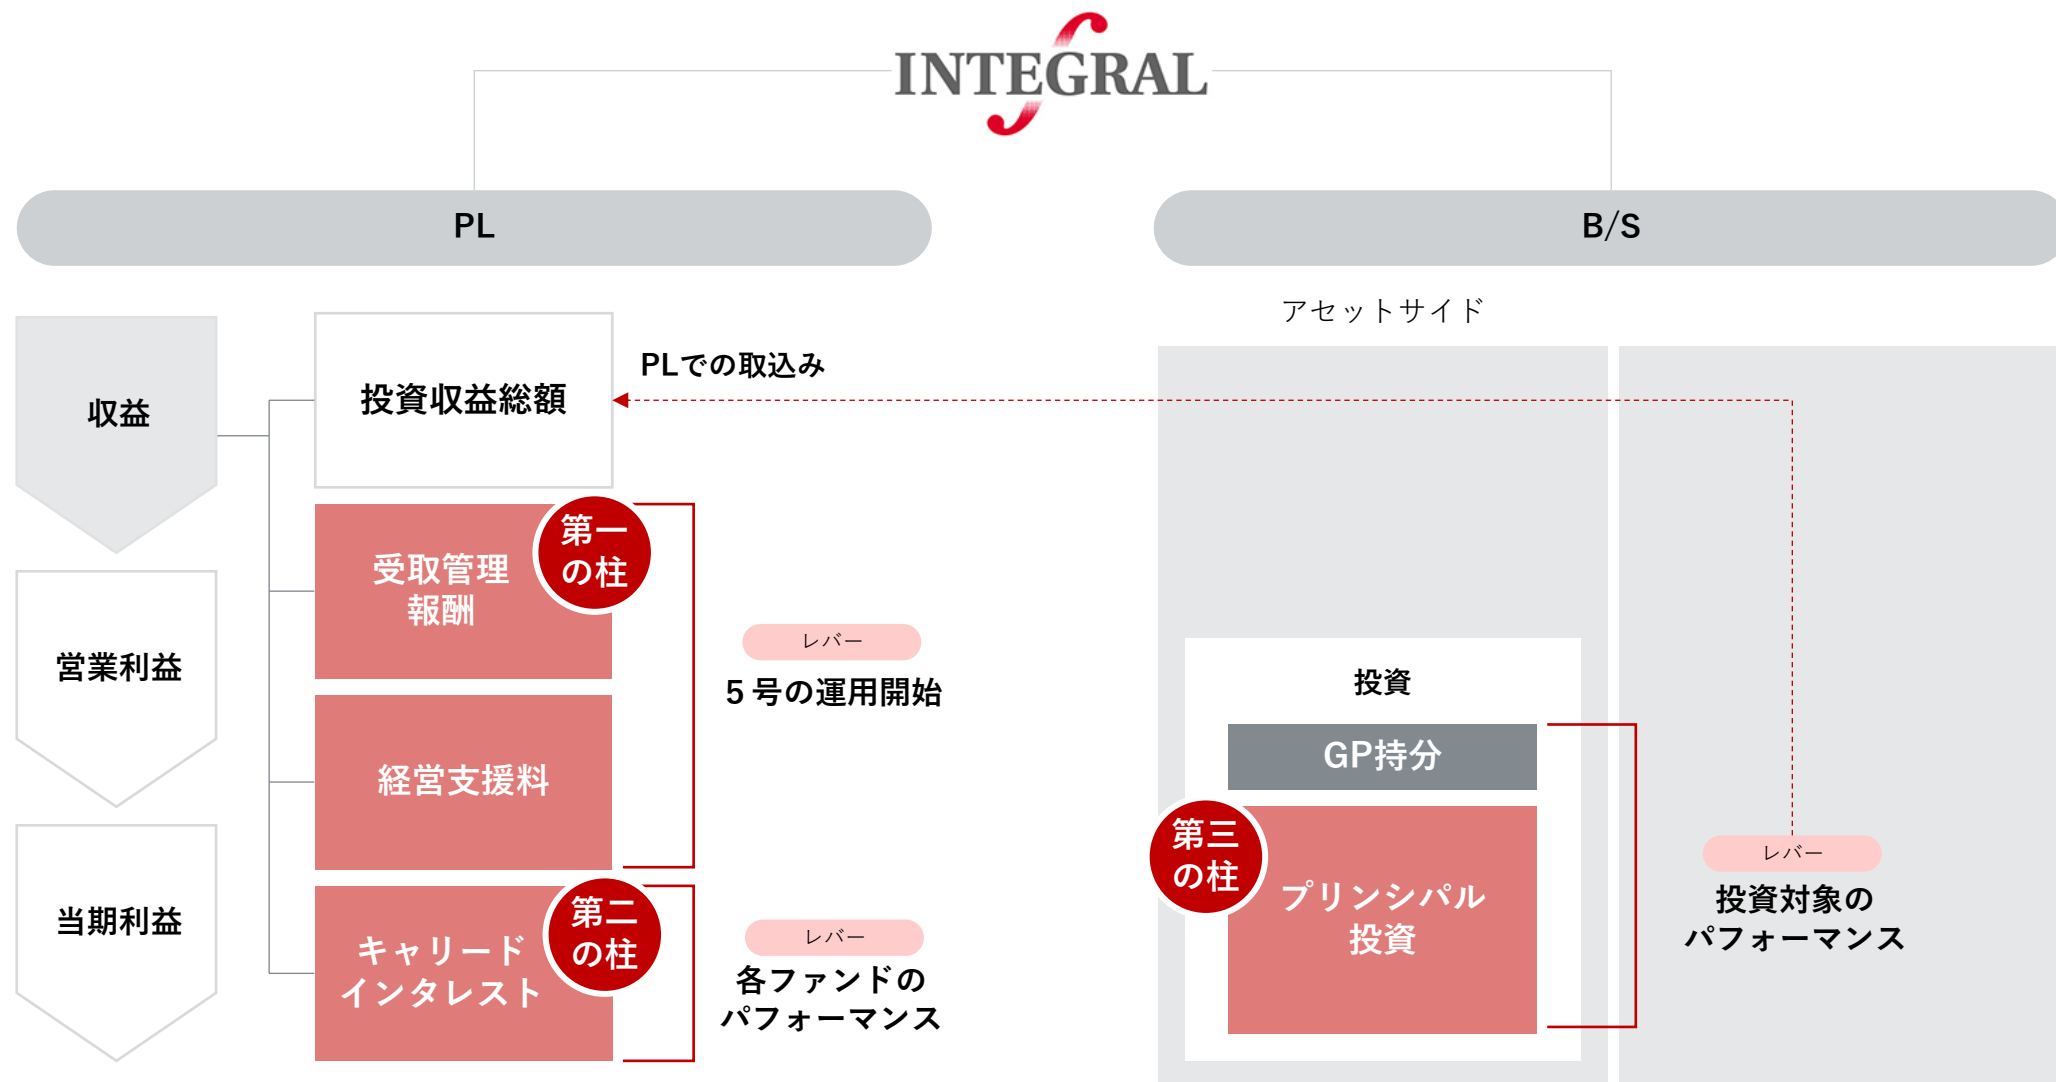 INTEGRAL
PL
B/S
アセットサイド
収益
営業利益
当期利益
投資収益総額
PLでの取込み
第一
の柱
受取管理
報酬
経営支援料
レバー
5号の運用開始
第二
の柱
キャリード
インタレスト
レバー
各ファンドの
パフォーマンス
投資
GP持分
第三
の柱
プリンシパル
投資
レバー
投資対象の
パフォーマンス